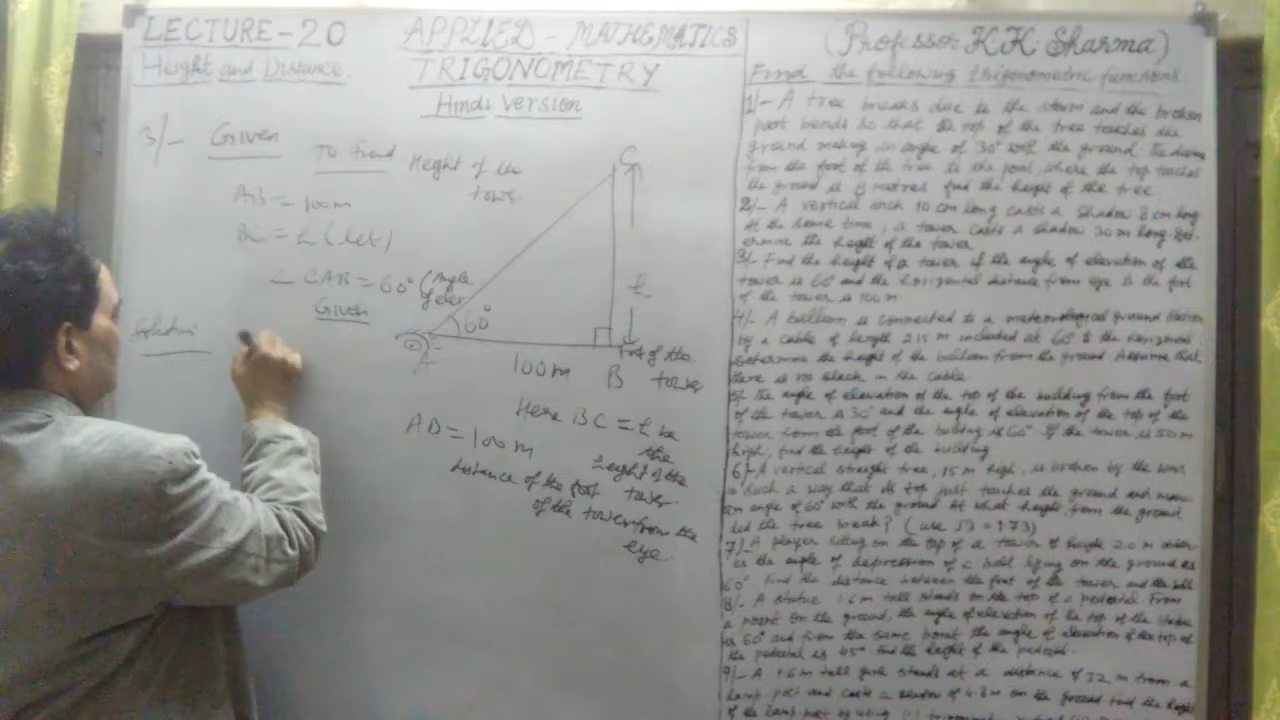 LECTURE-20
Height and Distance
APPLIED - MATHEMATICS
TRIGONOMETRY
Hindi version
3/- Given
To find Height of the
tower
AB = 100m
BC = h (let)
∠ CAB = 60° (Angle
Given
Solution
C
h
60°
100m
B
Foot of the
tower
Here BC = h be
the
height of the
tower
AB = 100m
distance of the foot
of the tower from the
eye
(Professor K K Sharma)
Find the following trigonometric functions
1/- A tree breaks due to the storm and the broken
part bends so that the top of the tree touches the
ground making an angle of 30° with the ground. The distance
from the foot of the tree to the point, where the top touches
the ground is 8 metres find the height of the tree
2/- A vertical stick 10 cm long casts a shadow 8 cm long
At the same time, a tower casts a shadow 30 m long. Det-
ermine the height of the tower
3/- Find the height of a tower if the angle of elevation of the
tower is 60° and the horizontal distance from eye to the foot
of the tower is 100 m
4/- A balloon is connected to a meteorological ground station
by a cable of length 215 m inclined at 60° to the horizontal
Determine the height of the balloon from the ground Assume that
there is no slack in the cable
5/- The angle of elevation of the top of the building from the foot
of the tower is 30° and the angle of elevation of the top of the
tower from the foot of the building is 60° If the tower is 50m
high, find the height of the building
6/- A vertical straight tree, 15 m high, is broken by the wind
in such a way that its top just touches the ground and makes
an angle of 60° with the ground At what height from the ground
did the tree break? (use √3 = 1.73)
7/- A player sitting on the top of a tower of height 20 m observ-
es the angle of depression of a ball lying on the ground as
60° Find the distance between the foot of the tower and the ball
8/- A statue 1.6 m tall stands on the top of a pedestal. From
a point on the ground, the angle of elevation of the top of the statue
is 60° and from the same point the angle of elevation of the top of
the pedestal is 45° Find the height of the pedestal.
9/- A 1.6 m tall girl stands at a distance of 3.2 m from a
lamp post and casts a shadow of 4.8 m on the ground Find the height
of the lamp post by using